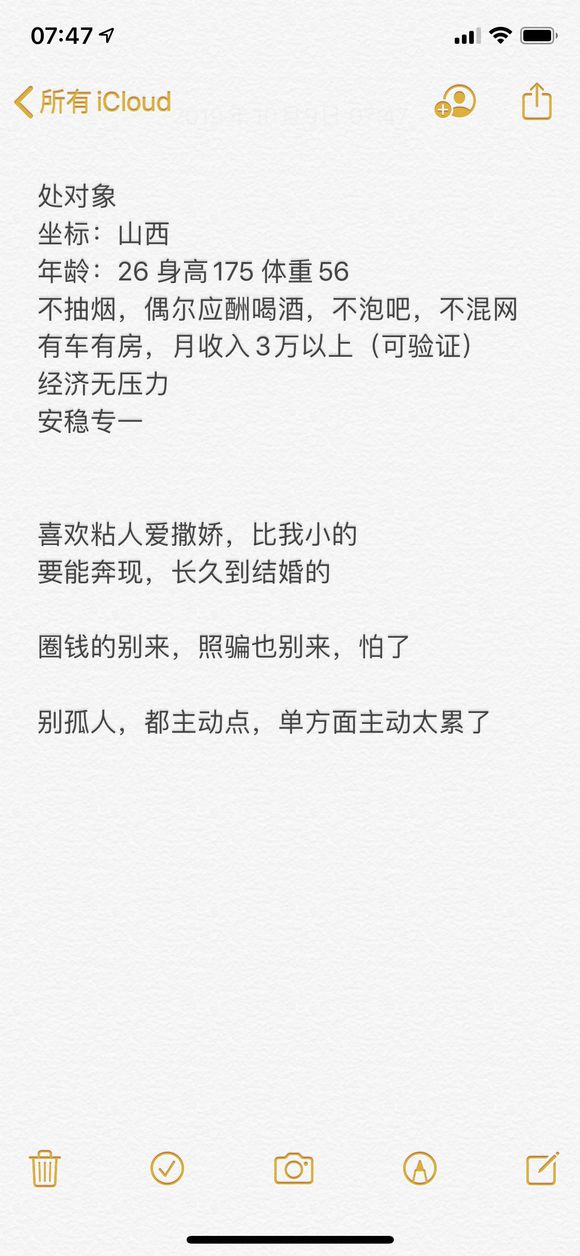 07:47
所有 iCloud
处对象
坐标：山西
年龄：26 身高 175 体重 56
不抽烟，偶尔应酬喝酒，不泡吧，不混网
有车有房，月收入 3 万以上（可验证）
经济无压力
安稳专一
喜欢粘人爱撒娇，比我小的
要能奔现，长久到结婚的
圈钱的别来，照骗也别来，怕了
别孤人，都主动点，单方面主动太累了